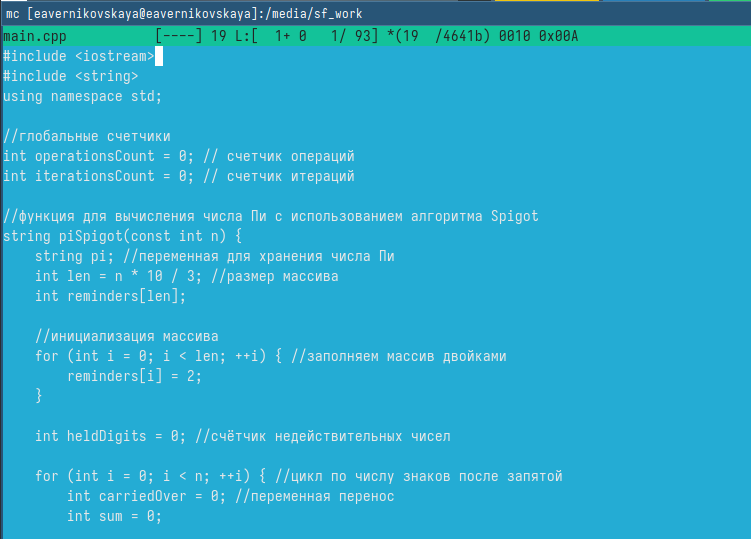 mc [eavernikovskaya@eavernikovskaya]:/media/sf_work
main.cpp [----] 19 L:[ 1+ 0 1/ 93] *(19 /4641b) 0010 0x00A
#include <iostream>
#include <string>
using namespace std;
//глобальные счетчики
int operationsCount = 0; // счетчик операций
int iterationsCount = 0; // счетчик итераций
//функция для вычисления числа Пи с использованием алгоритма Spigot
string piSpigot(const int n) {
string pi; //переменная для хранения числа Пи
int len = n * 10 / 3; //размер массива
int reminders[len];
//инициализация массива
for (int i = 0; i < len; ++i) { //заполняем массив двойками
reminders[i] = 2;
}
int heldDigits = 0; //счётчик недействительных чисел
for (int i = 0; i < n; ++i) { //цикл по числу знаков после запятой
int carriedOver = 0; //переменная перенос
int sum = 0;